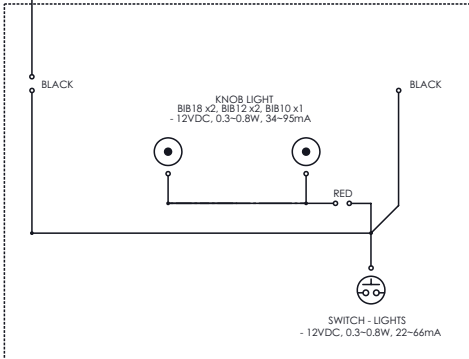 BLACK
BLACK
KNOB LIGHT
BIB18 x2, BIB12 x2, BIB10 x1
- 12VDC, 0.3~0.8W, 34~95mA
RED
SWITCH - LIGHTS
- 12VDC, 0.3~0.8W, 22~66mA